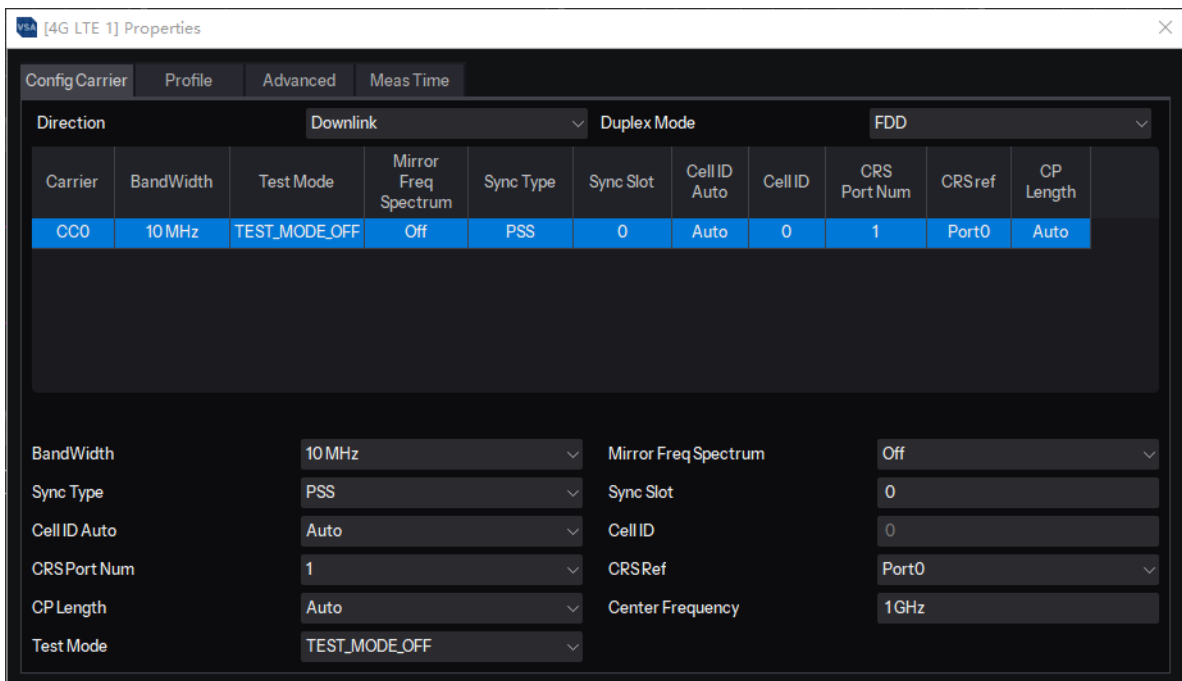 VSA [4G LTE 1] Properties
Config Carrier Profile Advanced Meas Time
Direction Downlink Duplex Mode FDD
Carrier BandWidth Test Mode Mirror Freq Spectrum Sync Type Sync Slot Cell ID Auto Cell ID CRS Port Num CRS ref CP Length
CC0 10 MHz TEST_MODE_OFF Off PSS 0 Auto 0 1 Port0 Auto
BandWidth 10 MHz Mirror Freq Spectrum Off
Sync Type PSS Sync Slot 0
Cell ID Auto Auto Cell ID 0
CRS Port Num 1 CRS Ref Port0
CP Length Auto Center Frequency 1 GHz
Test Mode TEST_MODE_OFF